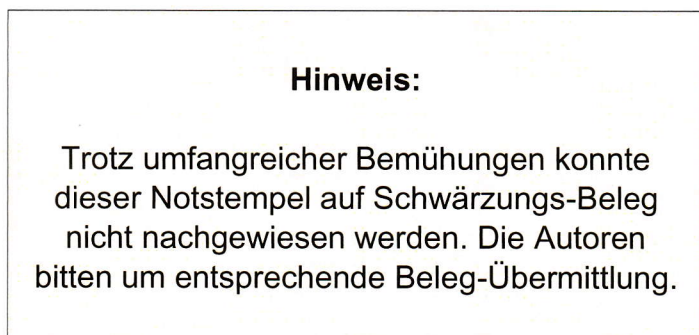 Hinweis:
Trotz umfangreicher Bemühungen konnte
dieser Notstempel auf Schwärzungs-Beleg
nicht nachgewiesen werden. Die Autoren
bitten um entsprechende Beleg-Übermittlung.